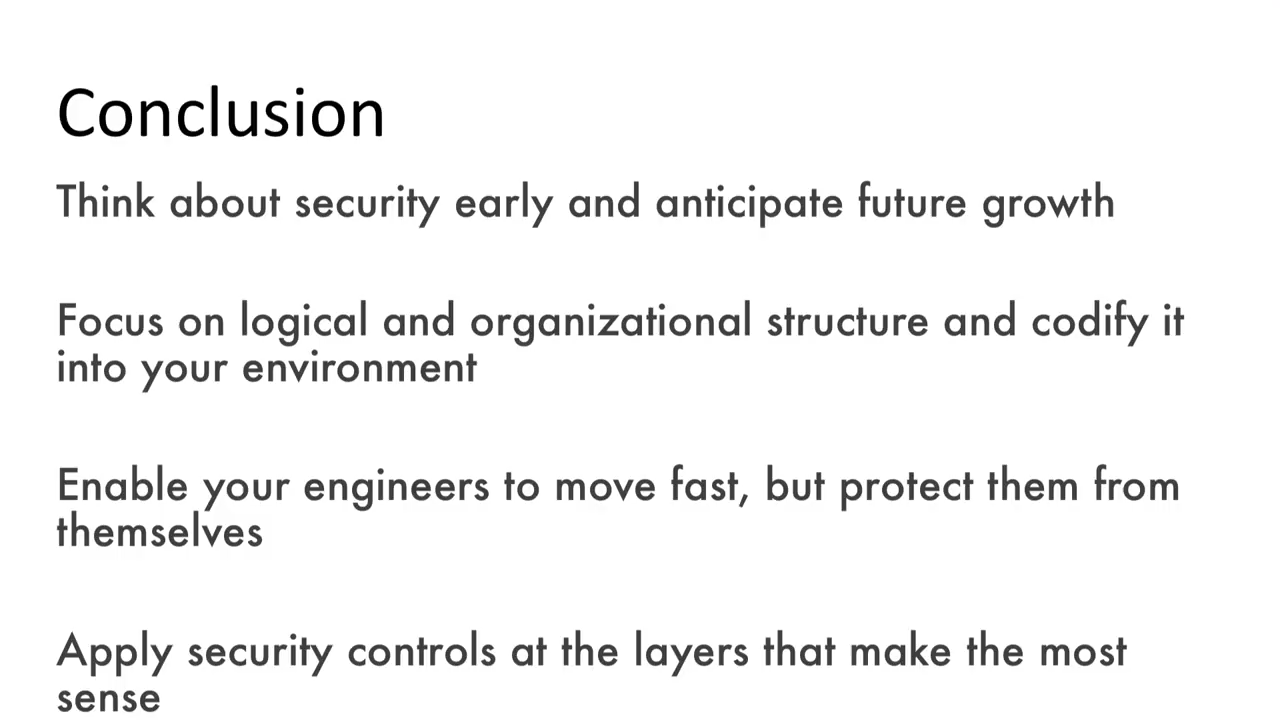 Conclusion
Think about security early and anticipate future growth
Focus on logical and organizational structure and codify it
into your environment
Enable your engineers to move fast, but protect them from
themselves
Apply security controls at the layers that make the most
sense